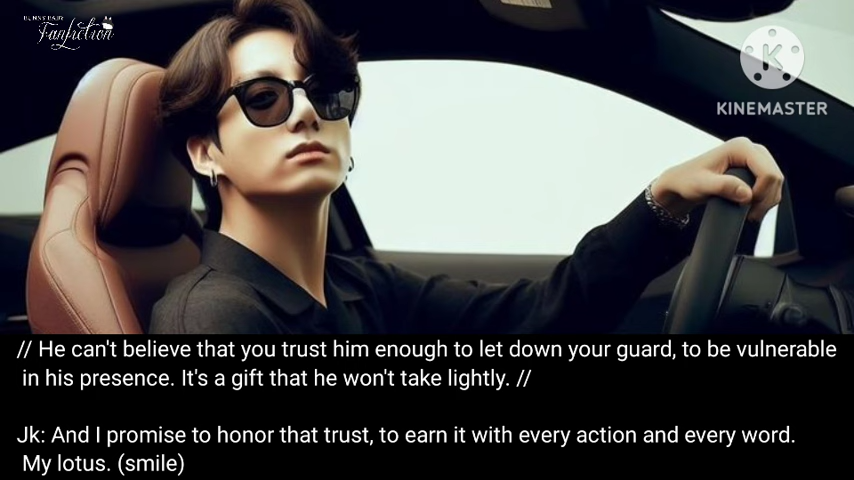 BUNNY PAIR
Fanfiction
K
KINEMASTER
// He can't believe that you trust him enough to let down your guard, to be vulnerable
in his presence. It's a gift that he won't take lightly. //
Jk: And I promise to honor that trust, to earn it with every action and every word.
My lotus. (smile)